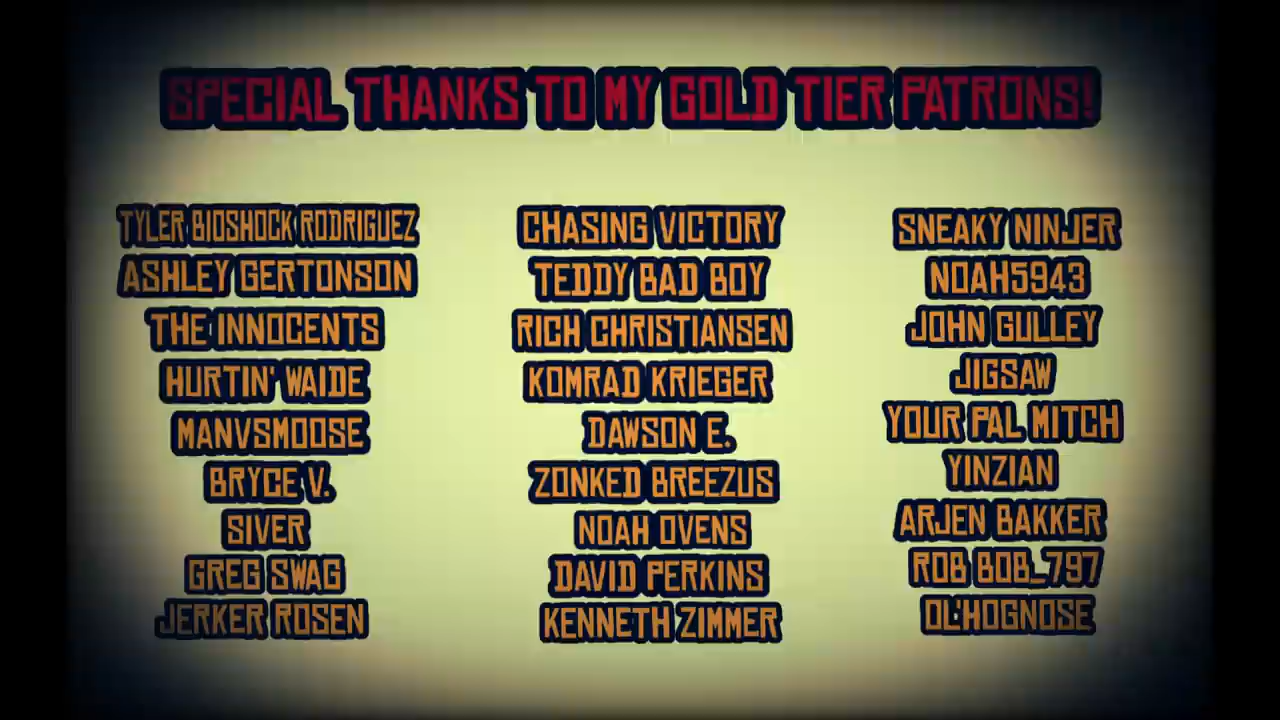 SPECIAL THANKS TO MY GOLD TIER PATRONS!
TYLER BIOSHOCK RODRIGUEZ
ASHLEY GERTONSON
THE INNOCENTS
HURTIN' WAIDE
MANVSMOOSE
BRYCE V.
SIVER
GREG SWAG
JERKER ROSEN
CHASING VICTORY
TEDDY BAD BOY
RICH CHRISTIANSEN
KOMRAD KRIEGER
DAWSON E.
ZONKED BREEZUS
NOAH OVENS
DAVID PERKINS
KENNETH ZIMMER
SNEAKY NINJER
NOAH5943
JOHN GULLEY
JIGSAW
YOUR PAL MITCH
YINZIAN
ARJEN BAKKER
ROB BOB_797
OL'HOGNOSE